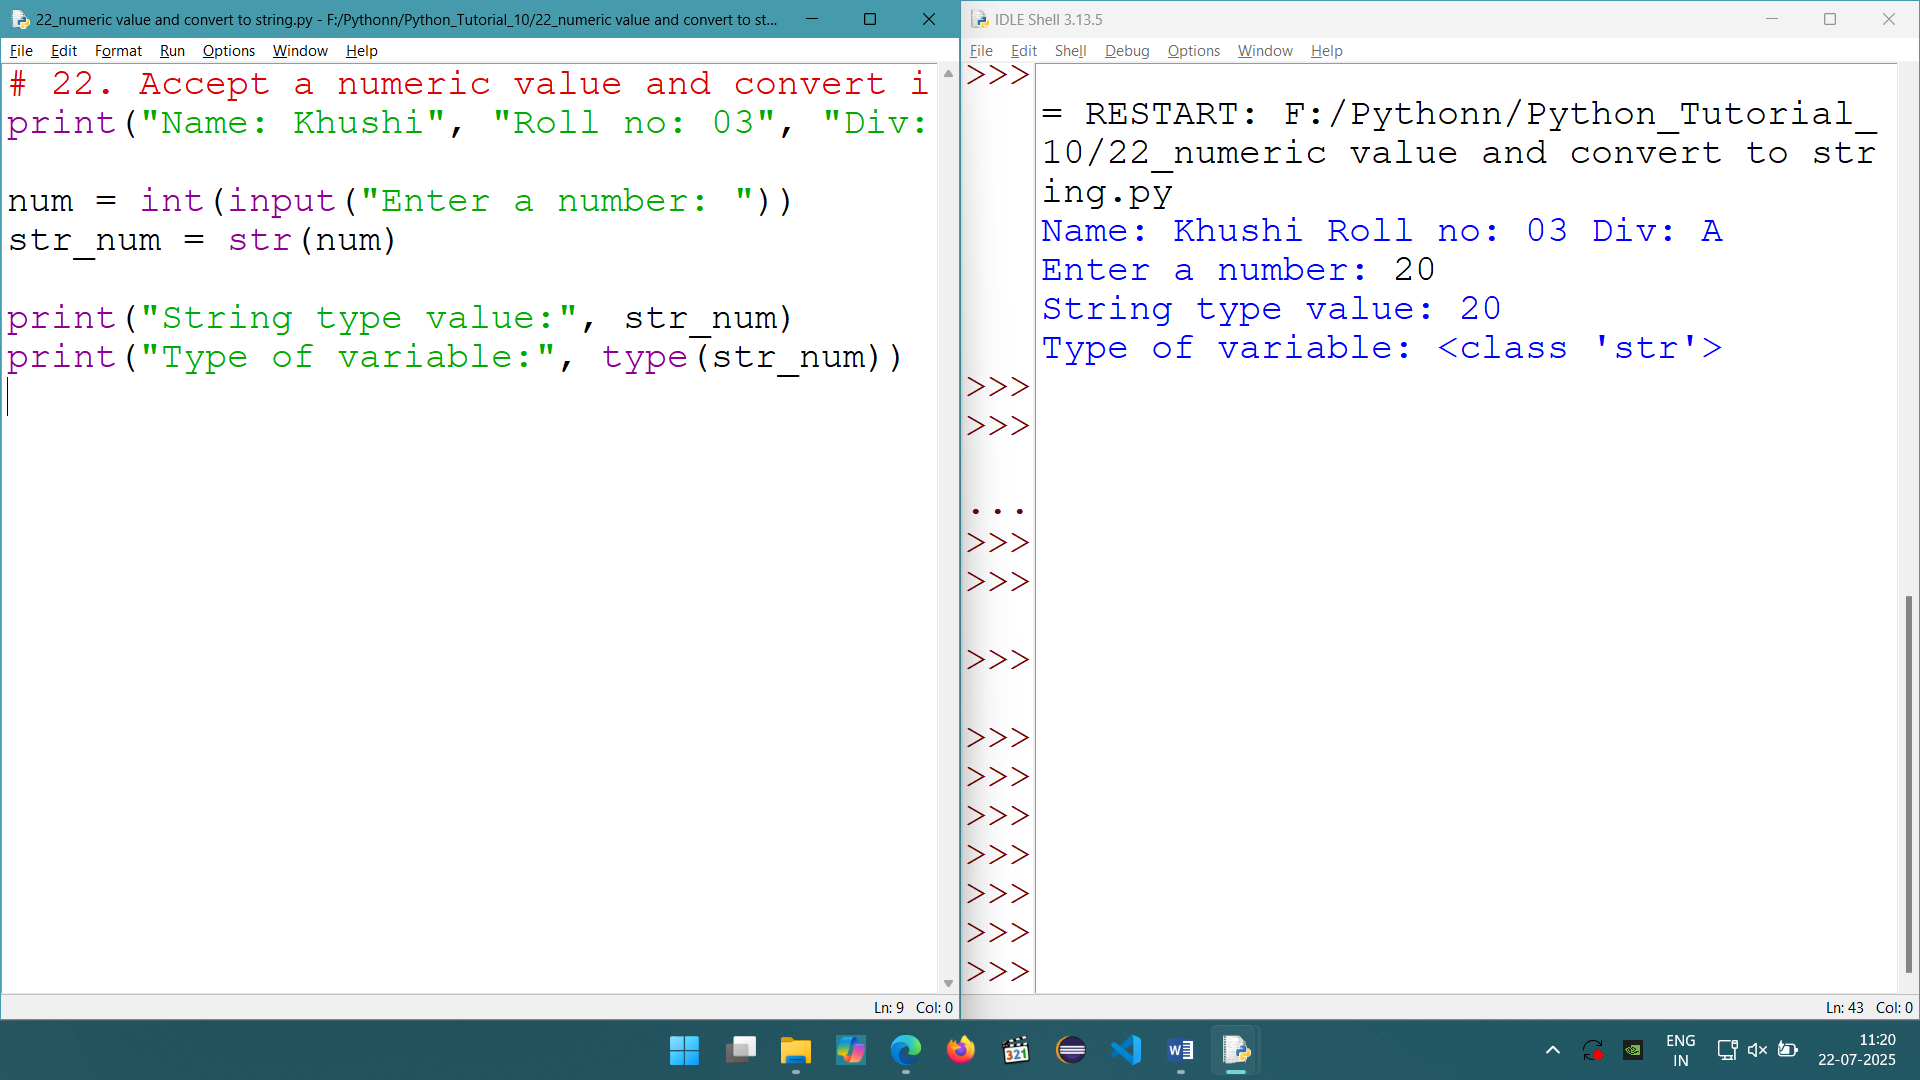 22_numeric value and convert to string.py - F:/Pythonn/Python_Tutorial_10/22_numeric value and convert to st...
File Edit Format Run Options Window Help
# 22. Accept a numeric value and convert i
print("Name: Khushi", "Roll no: 03", "Div:
num = int(input("Enter a number: "))
str_num = str(num)
print("String type value:", str_num)
print("Type of variable:", type(str_num))
Ln: 9 Col: 0
IDLE Shell 3.13.5
File Edit Shell Debug Options Window Help
>>>
= RESTART: F:/Pythonn/Python_Tutorial_
10/22_numeric value and convert to str
ing.py
Name: Khushi Roll no: 03 Div: A
Enter a number: 20
String type value: 20
Type of variable: <class 'str'>
>>>
>>>
...
>>>
>>>
>>>
>>>
>>>
>>>
>>>
>>>
>>>
>>>
Ln: 43 Col: 0
321
ENG
IN
11:20
22-07-2025